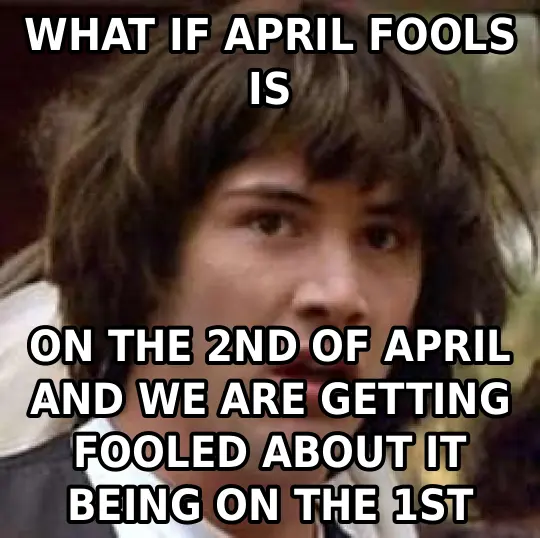 WHAT IF APRIL FOOLS
IS
ON THE 2ND OF APRIL
AND WE ARE GETTING
FOOLED ABOUT IT
BEING ON THE 1ST